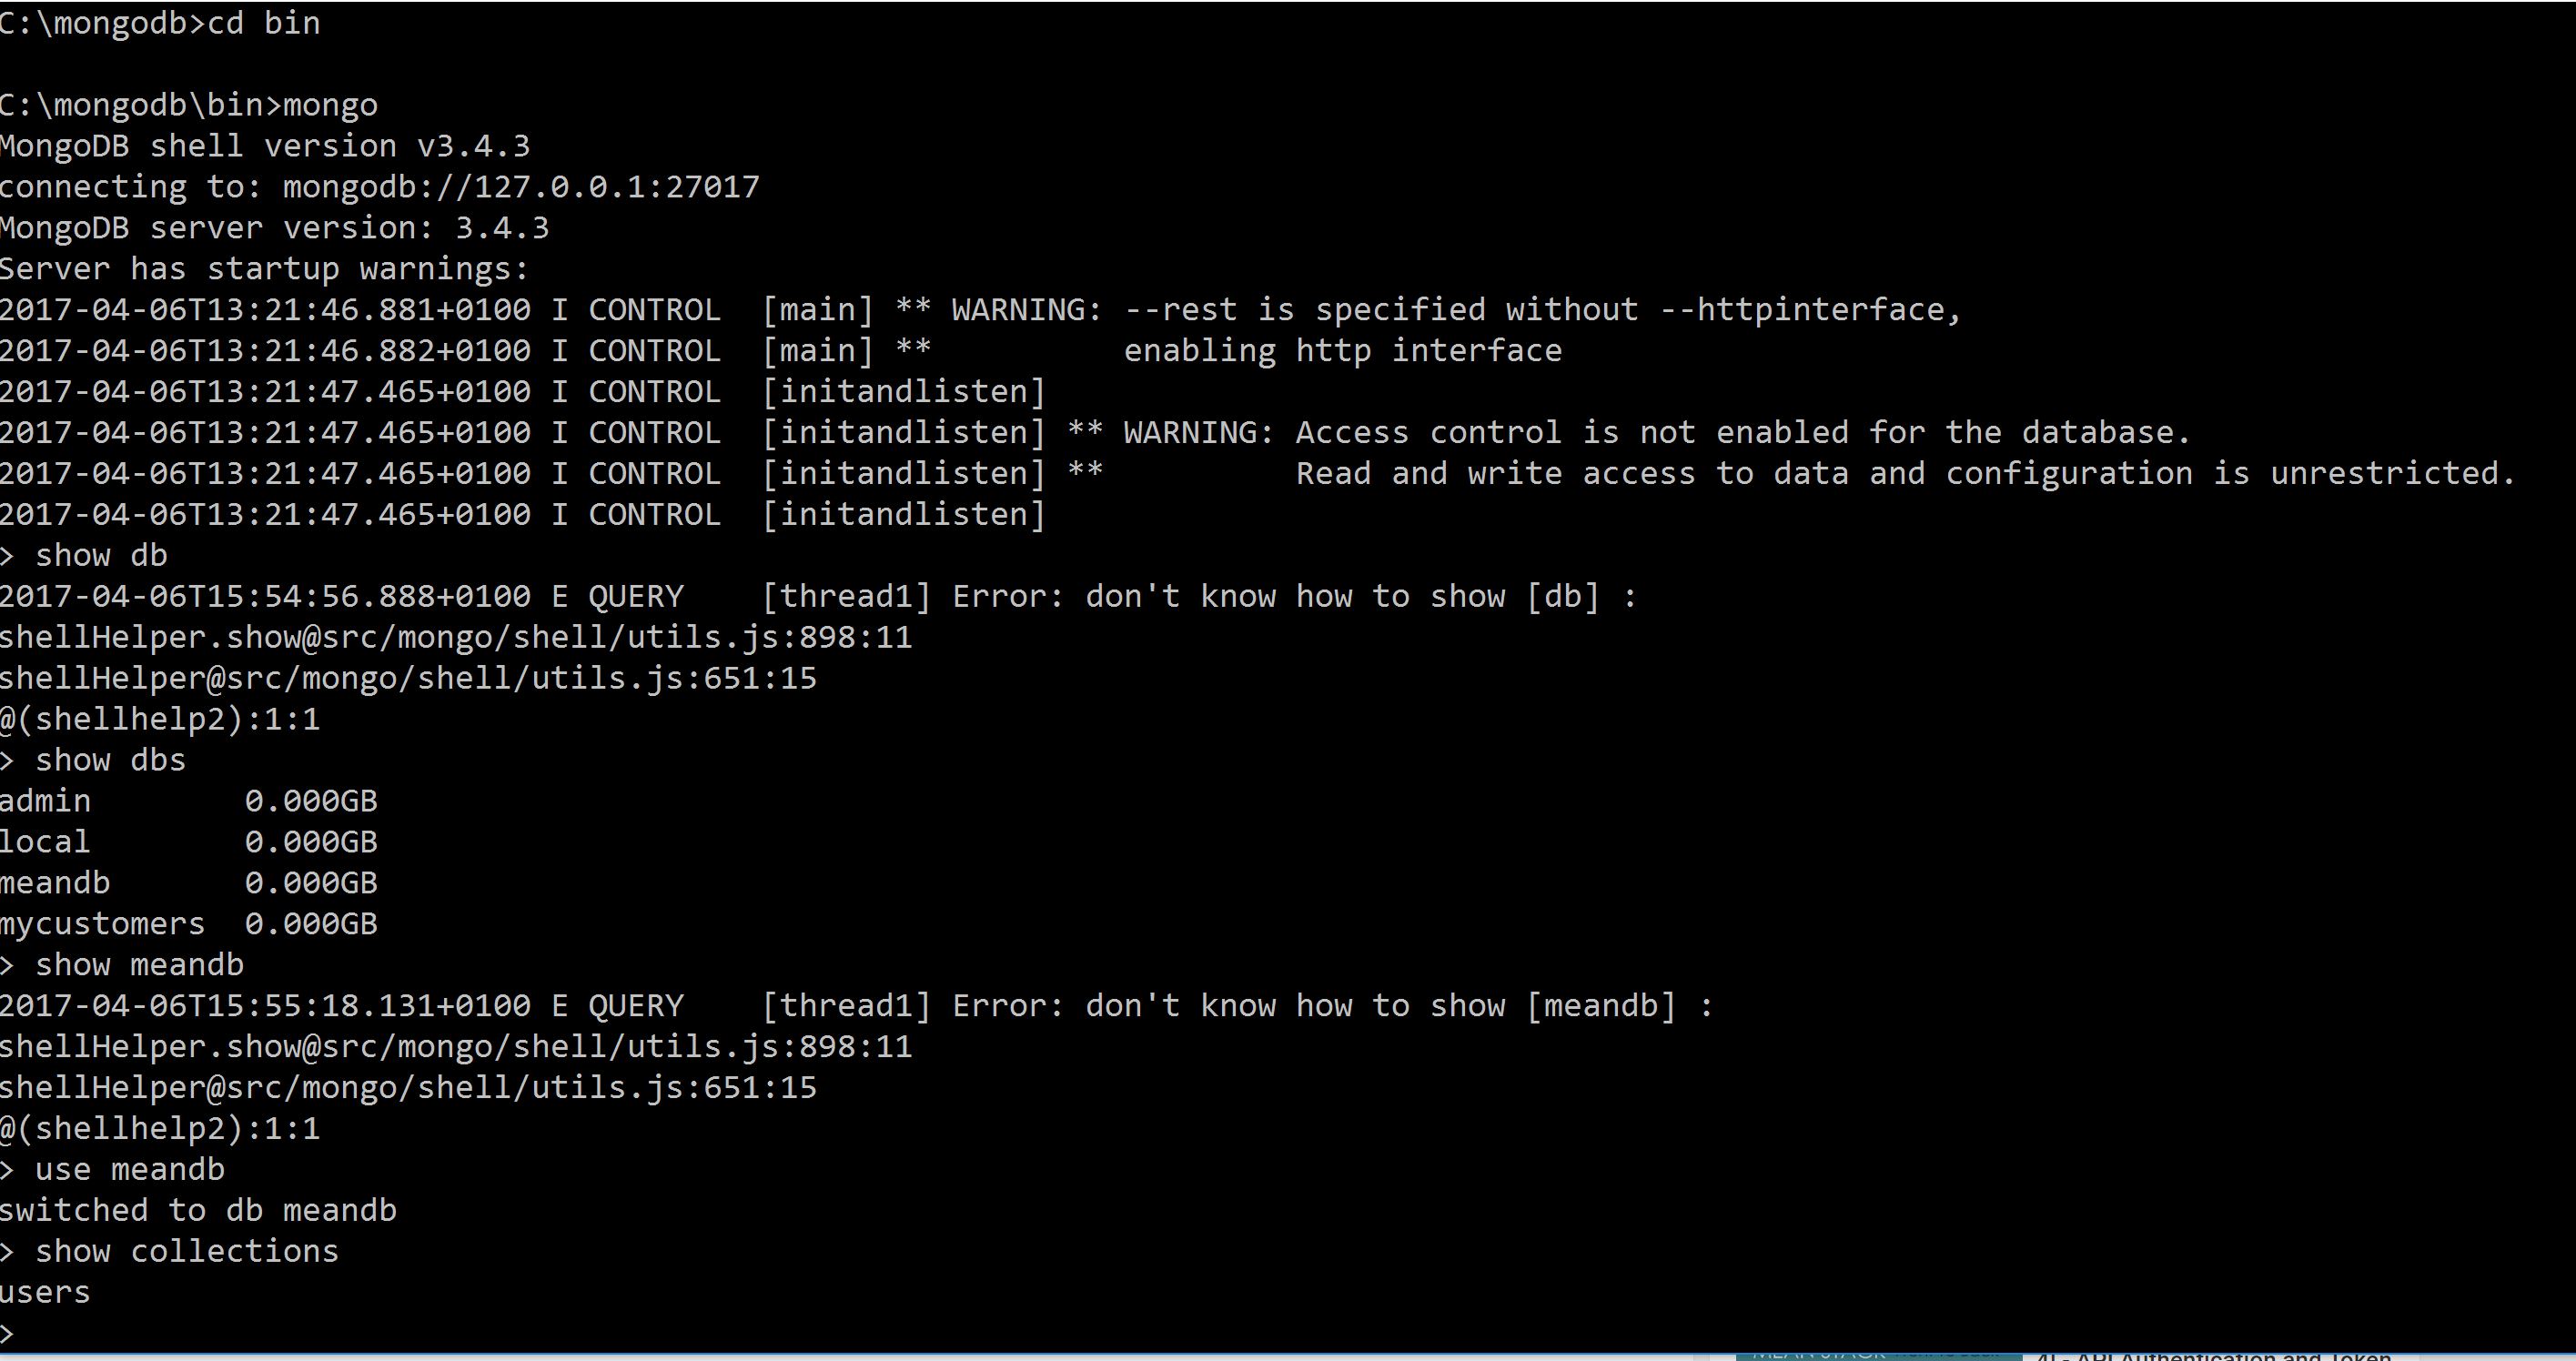 C:\mongodb>cd bin
C:\mongodb\bin>mongo
MongoDB shell version v3.4.3
connecting to: mongodb://127.0.0.1:27017
MongoDB server version: 3.4.3
Server has startup warnings:
2017-04-06T13:21:46.881+0100 I CONTROL  [main] ** WARNING: --rest is specified without --httpinterface,
2017-04-06T13:21:46.882+0100 I CONTROL  [main] **          enabling http interface
2017-04-06T13:21:47.465+0100 I CONTROL  [initandlisten]
2017-04-06T13:21:47.465+0100 I CONTROL  [initandlisten] ** WARNING: Access control is not enabled for the database.
2017-04-06T13:21:47.465+0100 I CONTROL  [initandlisten] **          Read and write access to data and configuration is unrestricted.
2017-04-06T13:21:47.465+0100 I CONTROL  [initandlisten]
> show db
2017-04-06T15:54:56.888+0100 E QUERY    [thread1] Error: don't know how to show [db] :
shellHelper.show@src/mongo/shell/utils.js:898:11
shellHelper@src/mongo/shell/utils.js:651:15
@(shellhelp2):1:1
> show dbs
admin        0.000GB
local        0.000GB
meandb       0.000GB
mycustomers  0.000GB
> show meandb
2017-04-06T15:55:18.131+0100 E QUERY    [thread1] Error: don't know how to show [meandb] :
shellHelper.show@src/mongo/shell/utils.js:898:11
shellHelper@src/mongo/shell/utils.js:651:15
@(shellhelp2):1:1
> use meandb
switched to db meandb
> show collections
users
>
API Authentication and Token